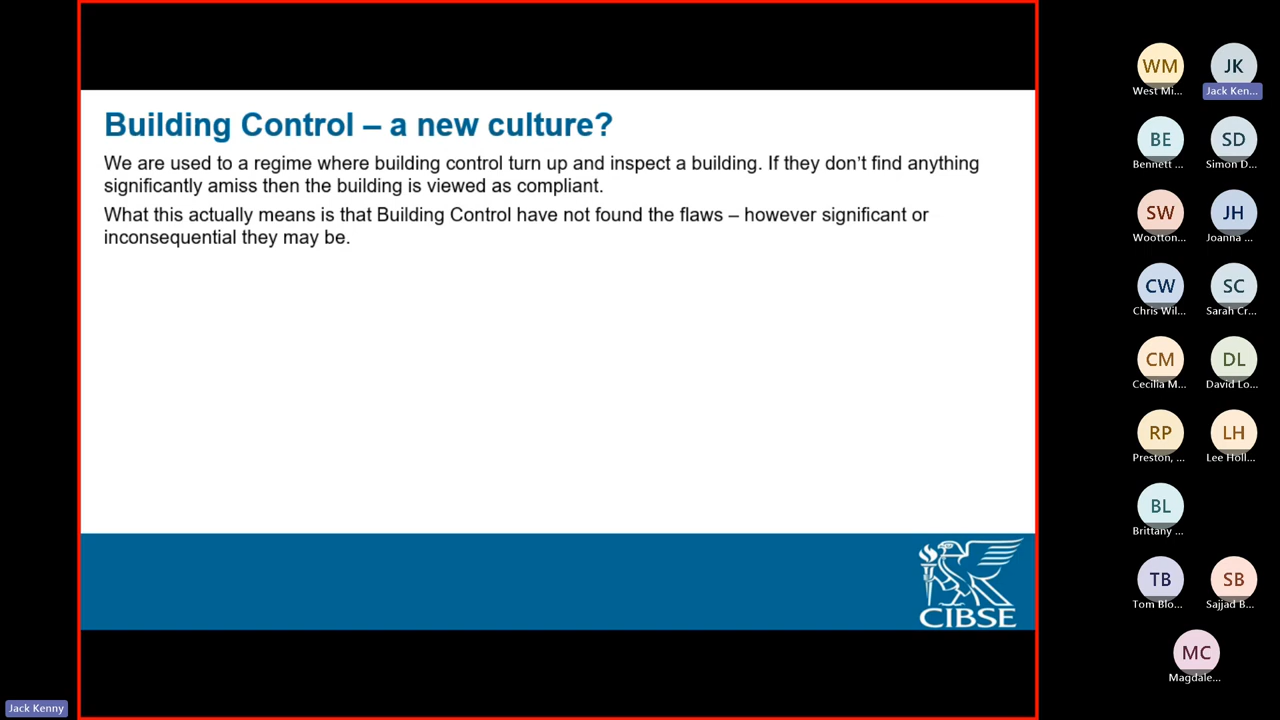 Building Control – a new culture?
We are used to a regime where building control turn up and inspect a building. If they don't find anything
significantly amiss then the building is viewed as compliant.
What this actually means is that Building Control have not found the flaws – however significant or
inconsequential they may be.
CIBSE
Jack Kenny
WM
West Mi...
JK
Jack Ken...
BE
Bennett ...
SD
Simon D...
SW
Wootton...
JH
Joanna ...
CW
Chris Wil...
SC
Sarah Cr...
CM
Cecilia M...
DL
David Lo...
RP
Preston, ...
LH
Lee Holl...
BL
Brittany ...
TB
Tom Blo...
SB
Sajjad B...
MC
Magdale...